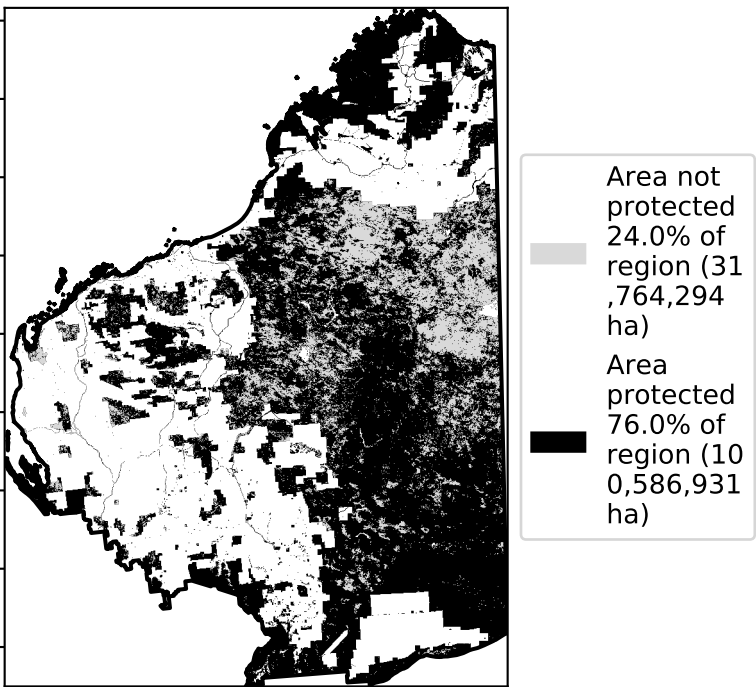 Area not
protected
24.0% of
region (31
,764,294
ha)
Area
protected
76.0% of
region (10
0,586,931
ha)